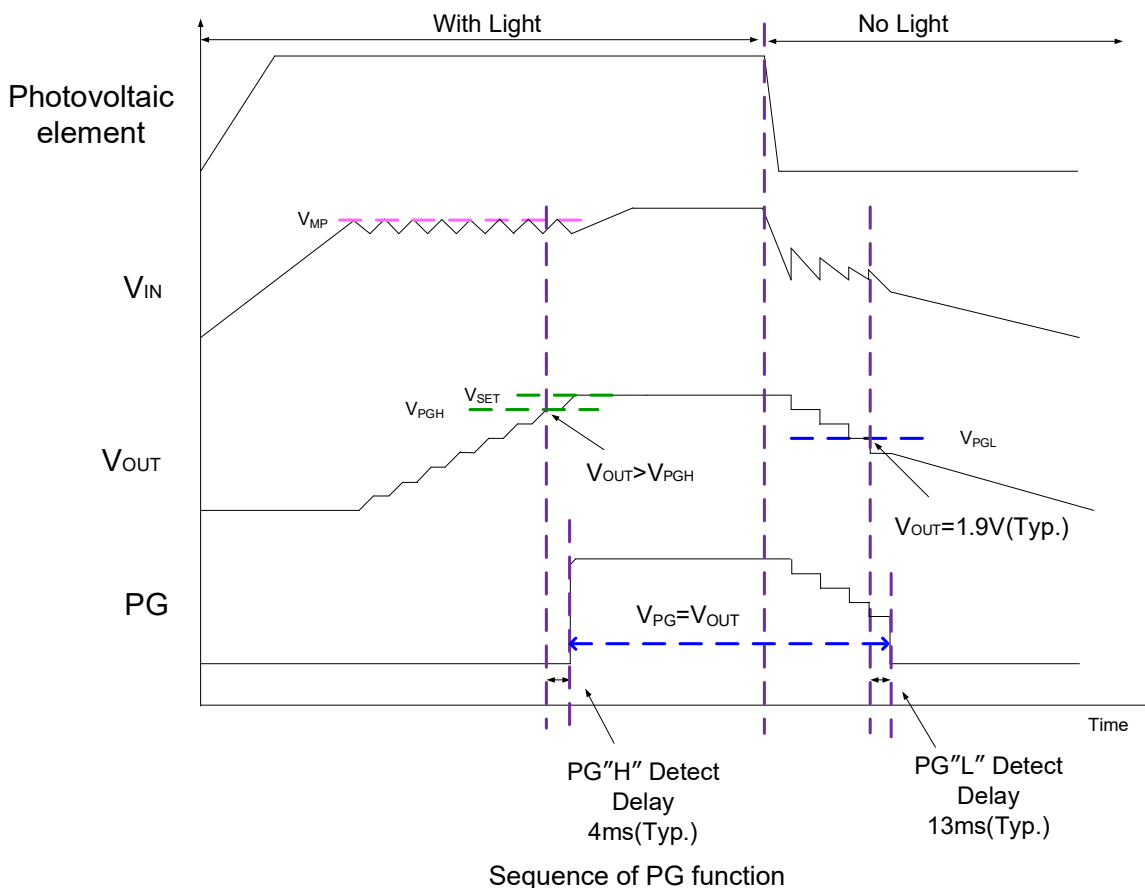 With Light
No Light
Photovoltaic
element
VMP
VIN
VSET
VPGH
VPGL
VOUT
VOUT>VPGH
VOUT=1.9V(Typ.)
PG
VPG=VOUT
Time
PG″H″ Detect
Delay
4ms(Typ.)
PG″L″ Detect
Delay
13ms(Typ.)
Sequence of PG function